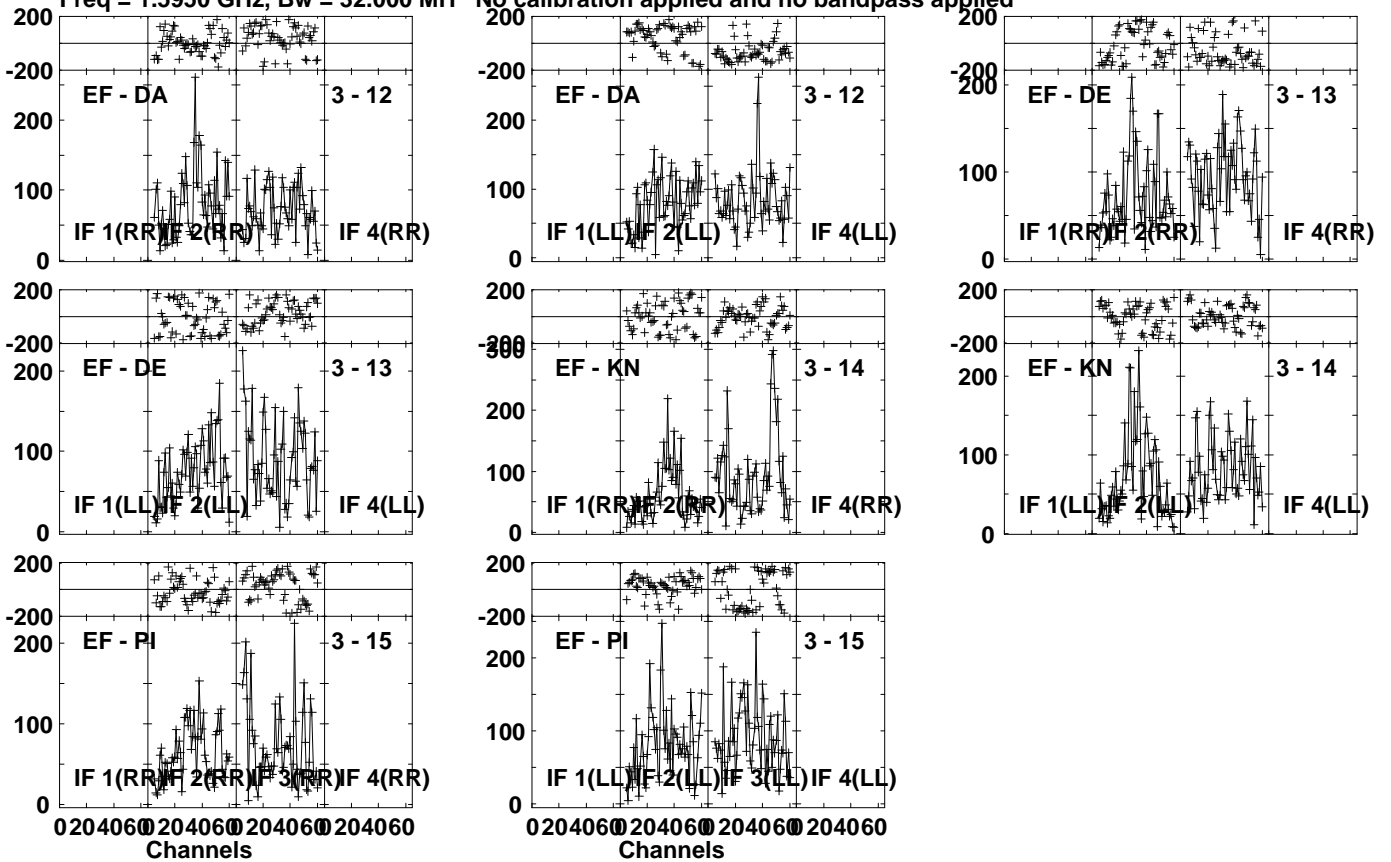 Freq = 1.5950 GHz, Bw = 32.000 MH No calibration applied and no bandpass applied
200
-200
EF - DA
3 - 12
200
100
0
IF 1(RR) IF 2(RR) IF 4(RR)
200
-200
EF - DA
3 - 12
200
100
0
IF 1(LL) IF 2(LL) IF 4(LL)
200
-200
EF - DE
3 - 13
200
100
0
IF 1(RR) IF 2(RR) IF 4(RR)
200
-200
EF - DE
3 - 13
200
100
0
IF 1(LL) IF 2(LL) IF 4(LL)
200
-200
EF - KN
3 - 14
300
200
100
0
IF 1(RR) IF 2(RR) IF 4(RR)
200
-200
EF - KN
3 - 14
200
100
0
IF 1(LL) IF 2(LL) IF 4(LL)
200
-200
EF - PI
3 - 15
200
100
0
IF 1(RR) IF 2(RR) IF 3(RR) IF 4(RR)
0 20 40 60 0 20 40 60 0 20 40 60 0 20 40 60
Channels
200
-200
EF - PI
3 - 15
200
100
0
IF 1(LL) IF 2(LL) IF 3(LL) IF 4(LL)
0 20 40 60 0 20 40 60 0 20 40 60 0 20 40 60
Channels